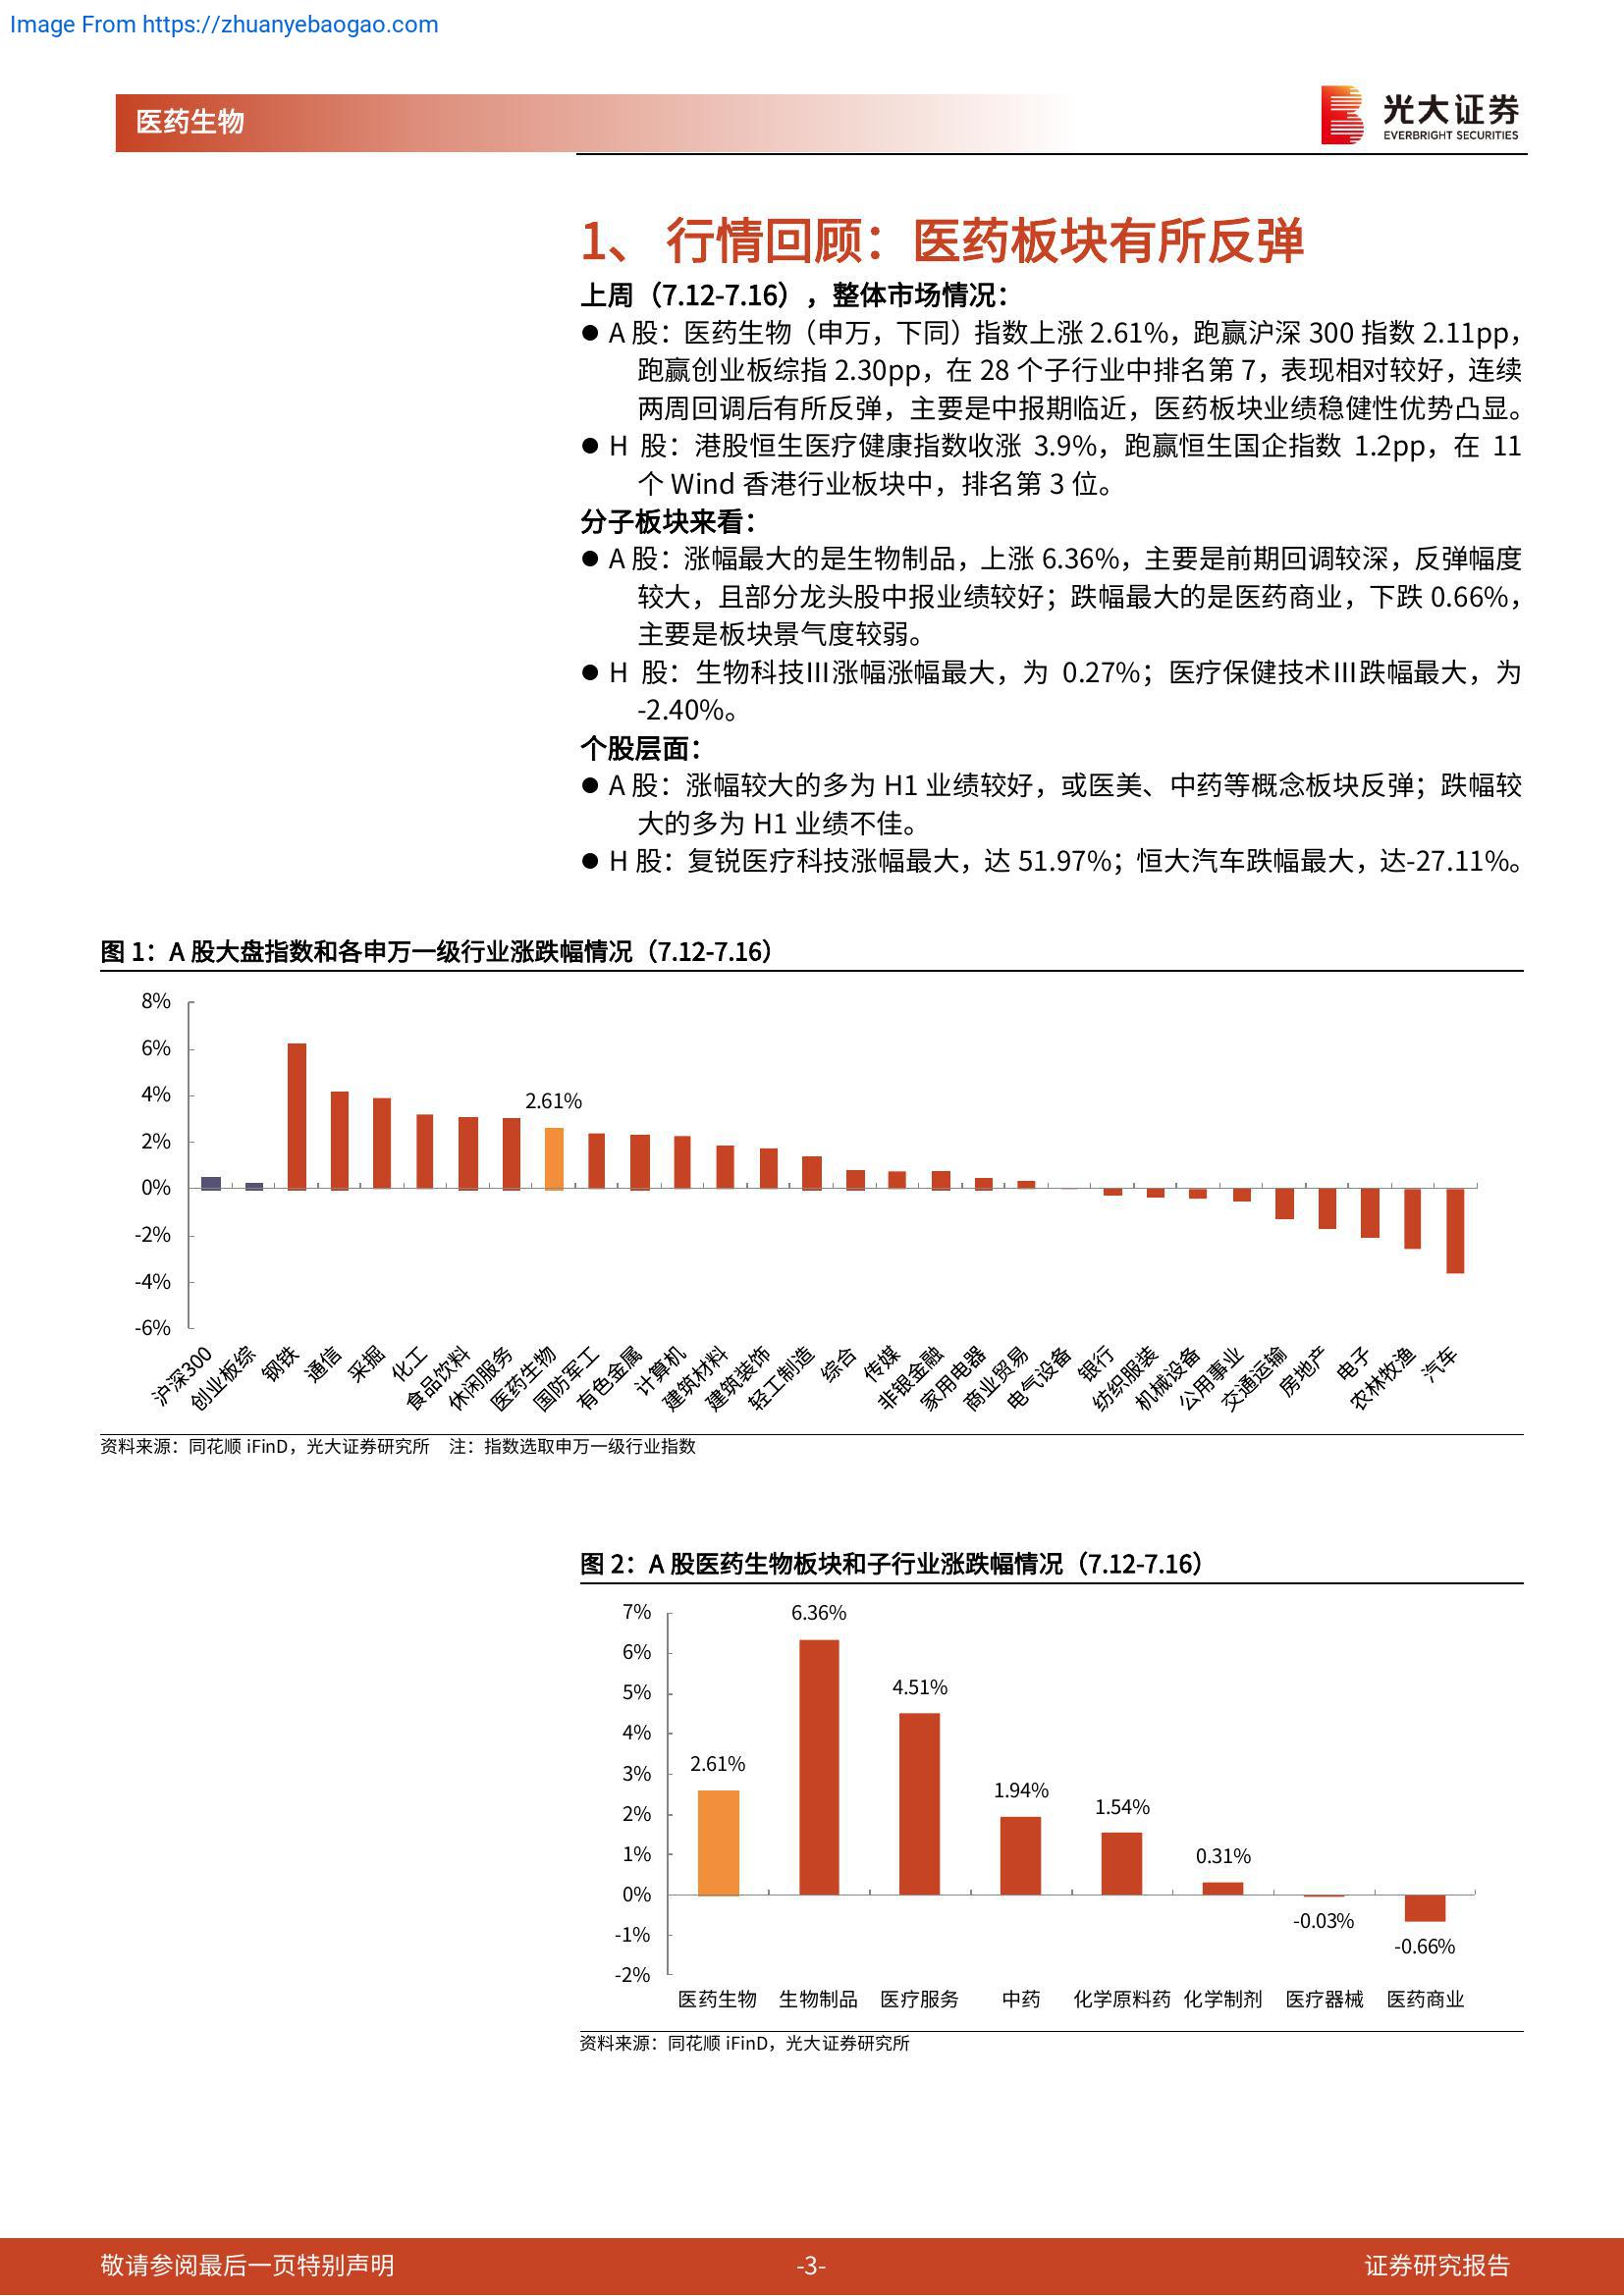 Image From https://zhuanyebaogao.com
医药生物
光大证券
EVERBRIGHT SECURITIES
1、 行情回顾：医药板块有所反弹
上周（7.12-7.16），整体市场情况：
● A 股：医药生物（申万，下同）指数上涨 2.61%，跑赢沪深 300 指数 2.11pp，
跑赢创业板综指 2.30pp，在 28 个子行业中排名第 7，表现相对较好，连续
两周回调后有所反弹，主要是中报期临近，医药板块业绩稳健性优势凸显。
● H 股：港股恒生医疗健康指数收涨 3.9%，跑赢恒生国企指数 1.2pp，在 11
个 Wind 香港行业板块中，排名第 3 位。
分子板块来看：
● A 股：涨幅最大的是生物制品，上涨 6.36%，主要是前期回调较深，反弹幅度
较大，且部分龙头股中报业绩较好；跌幅最大的是医药商业，下跌 0.66%，
主要是板块景气度较弱。
● H 股：生物科技Ⅲ涨幅涨幅最大，为 0.27%；医疗保健技术Ⅲ跌幅最大，为
-2.40%。
个股层面：
● A 股：涨幅较大的多为 H1 业绩较好，或医美、中药等概念板块反弹；跌幅较
大的多为 H1 业绩不佳。
● H 股：复锐医疗科技涨幅最大，达 51.97%；恒大汽车跌幅最大，达-27.11%。
图 1：A 股大盘指数和各申万一级行业涨跌幅情况（7.12-7.16）
8%
6%
4%
2%
0%
-2%
-4%
-6%
2.61%
沪深300
创业板综
钢铁
通信
采掘
化工
食品饮料
休闲服务
医药生物
国防军工
有色金属
计算机
建筑材料
建筑装饰
轻工制造
综合
传媒
非银金融
家用电器
商业贸易
电气设备
银行
纺织服装
机械设备
公用事业
交通运输
房地产
电子
农林牧渔
汽车
资料来源：同花顺 iFinD，光大证券研究所 注：指数选取申万一级行业指数
图 2：A 股医药生物板块和子行业涨跌幅情况（7.12-7.16）
7%
6%
5%
4%
3%
2%
1%
0%
-1%
-2%
2.61%
6.36%
4.51%
1.94%
1.54%
0.31%
-0.03%
-0.66%
医药生物 生物制品 医疗服务 中药 化学原料药 化学制剂 医疗器械 医药商业
资料来源：同花顺 iFinD，光大证券研究所
敬请参阅最后一页特别声明 -3- 证券研究报告